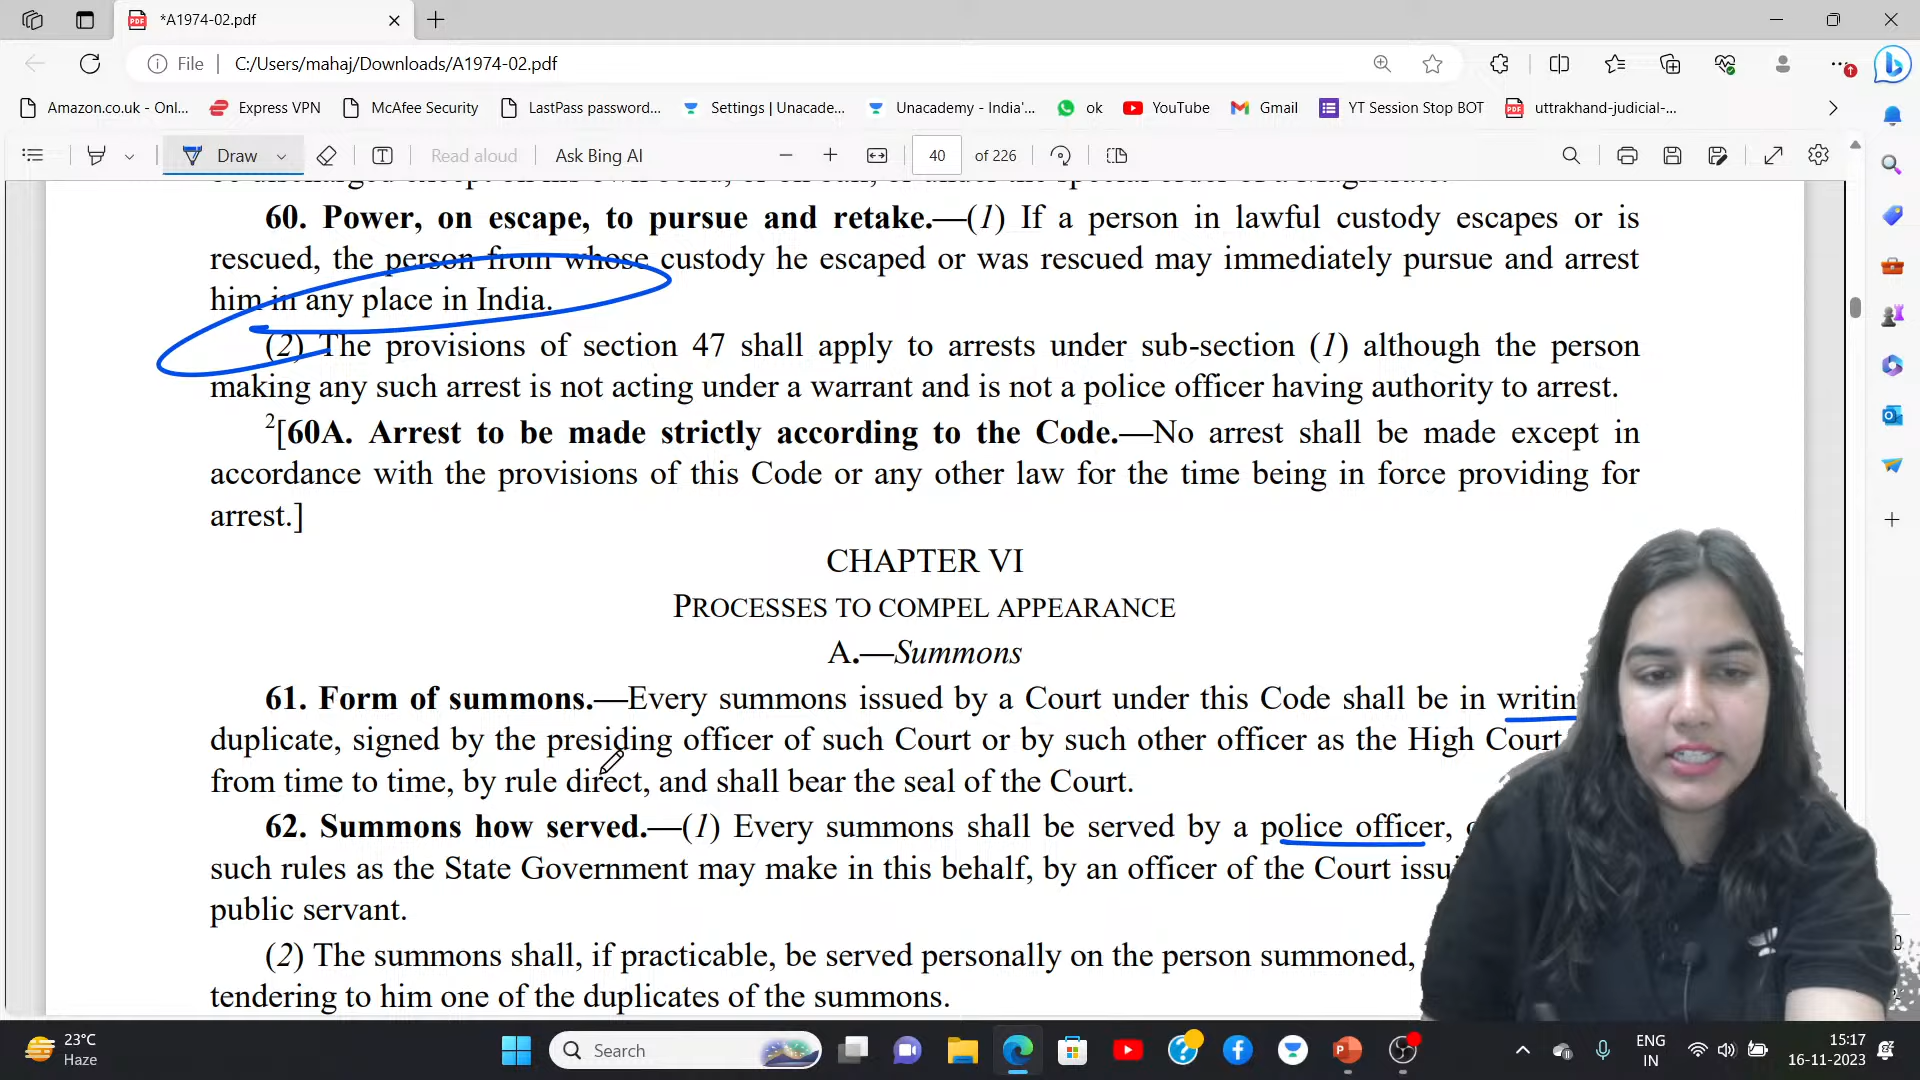 *A1974-02.pdf
File
C:/Users/mahaj/Downloads/A1974-02.pdf
Amazon.co.uk - Onl...
Express VPN
McAfee Security
LastPass password...
Settings | Unacade...
Unacademy - India'...
ok
YouTube
Gmail
YT Session Stop BOT
uttrakhand-judicial-...
Draw
Read aloud
Ask Bing AI
40
of 226
60. Power, on escape, to pursue and retake.—(1) If a person in lawful custody escapes or is
rescued, the person from whose custody he escaped or was rescued may immediately pursue and arrest
him in any place in India.
(2) The provisions of section 47 shall apply to arrests under sub-section (1) although the person
making any such arrest is not acting under a warrant and is not a police officer having authority to arrest.
2[60A. Arrest to be made strictly according to the Code.—No arrest shall be made except in
accordance with the provisions of this Code or any other law for the time being in force providing for
arrest.]
CHAPTER VI
PROCESSES TO COMPEL APPEARANCE
A.—Summons
61. Form of summons.—Every summons issued by a Court under this Code shall be in writin
duplicate, signed by the presiding officer of such Court or by such other officer as the High Court
from time to time, by rule direct, and shall bear the seal of the Court.
62. Summons how served.—(1) Every summons shall be served by a police officer,
such rules as the State Government may make in this behalf, by an officer of the Court issu
public servant.
(2) The summons shall, if practicable, be served personally on the person summoned,
tendering to him one of the duplicates of the summons.
23°C
Haze
Search
ENG
IN
15:17
16-11-2023